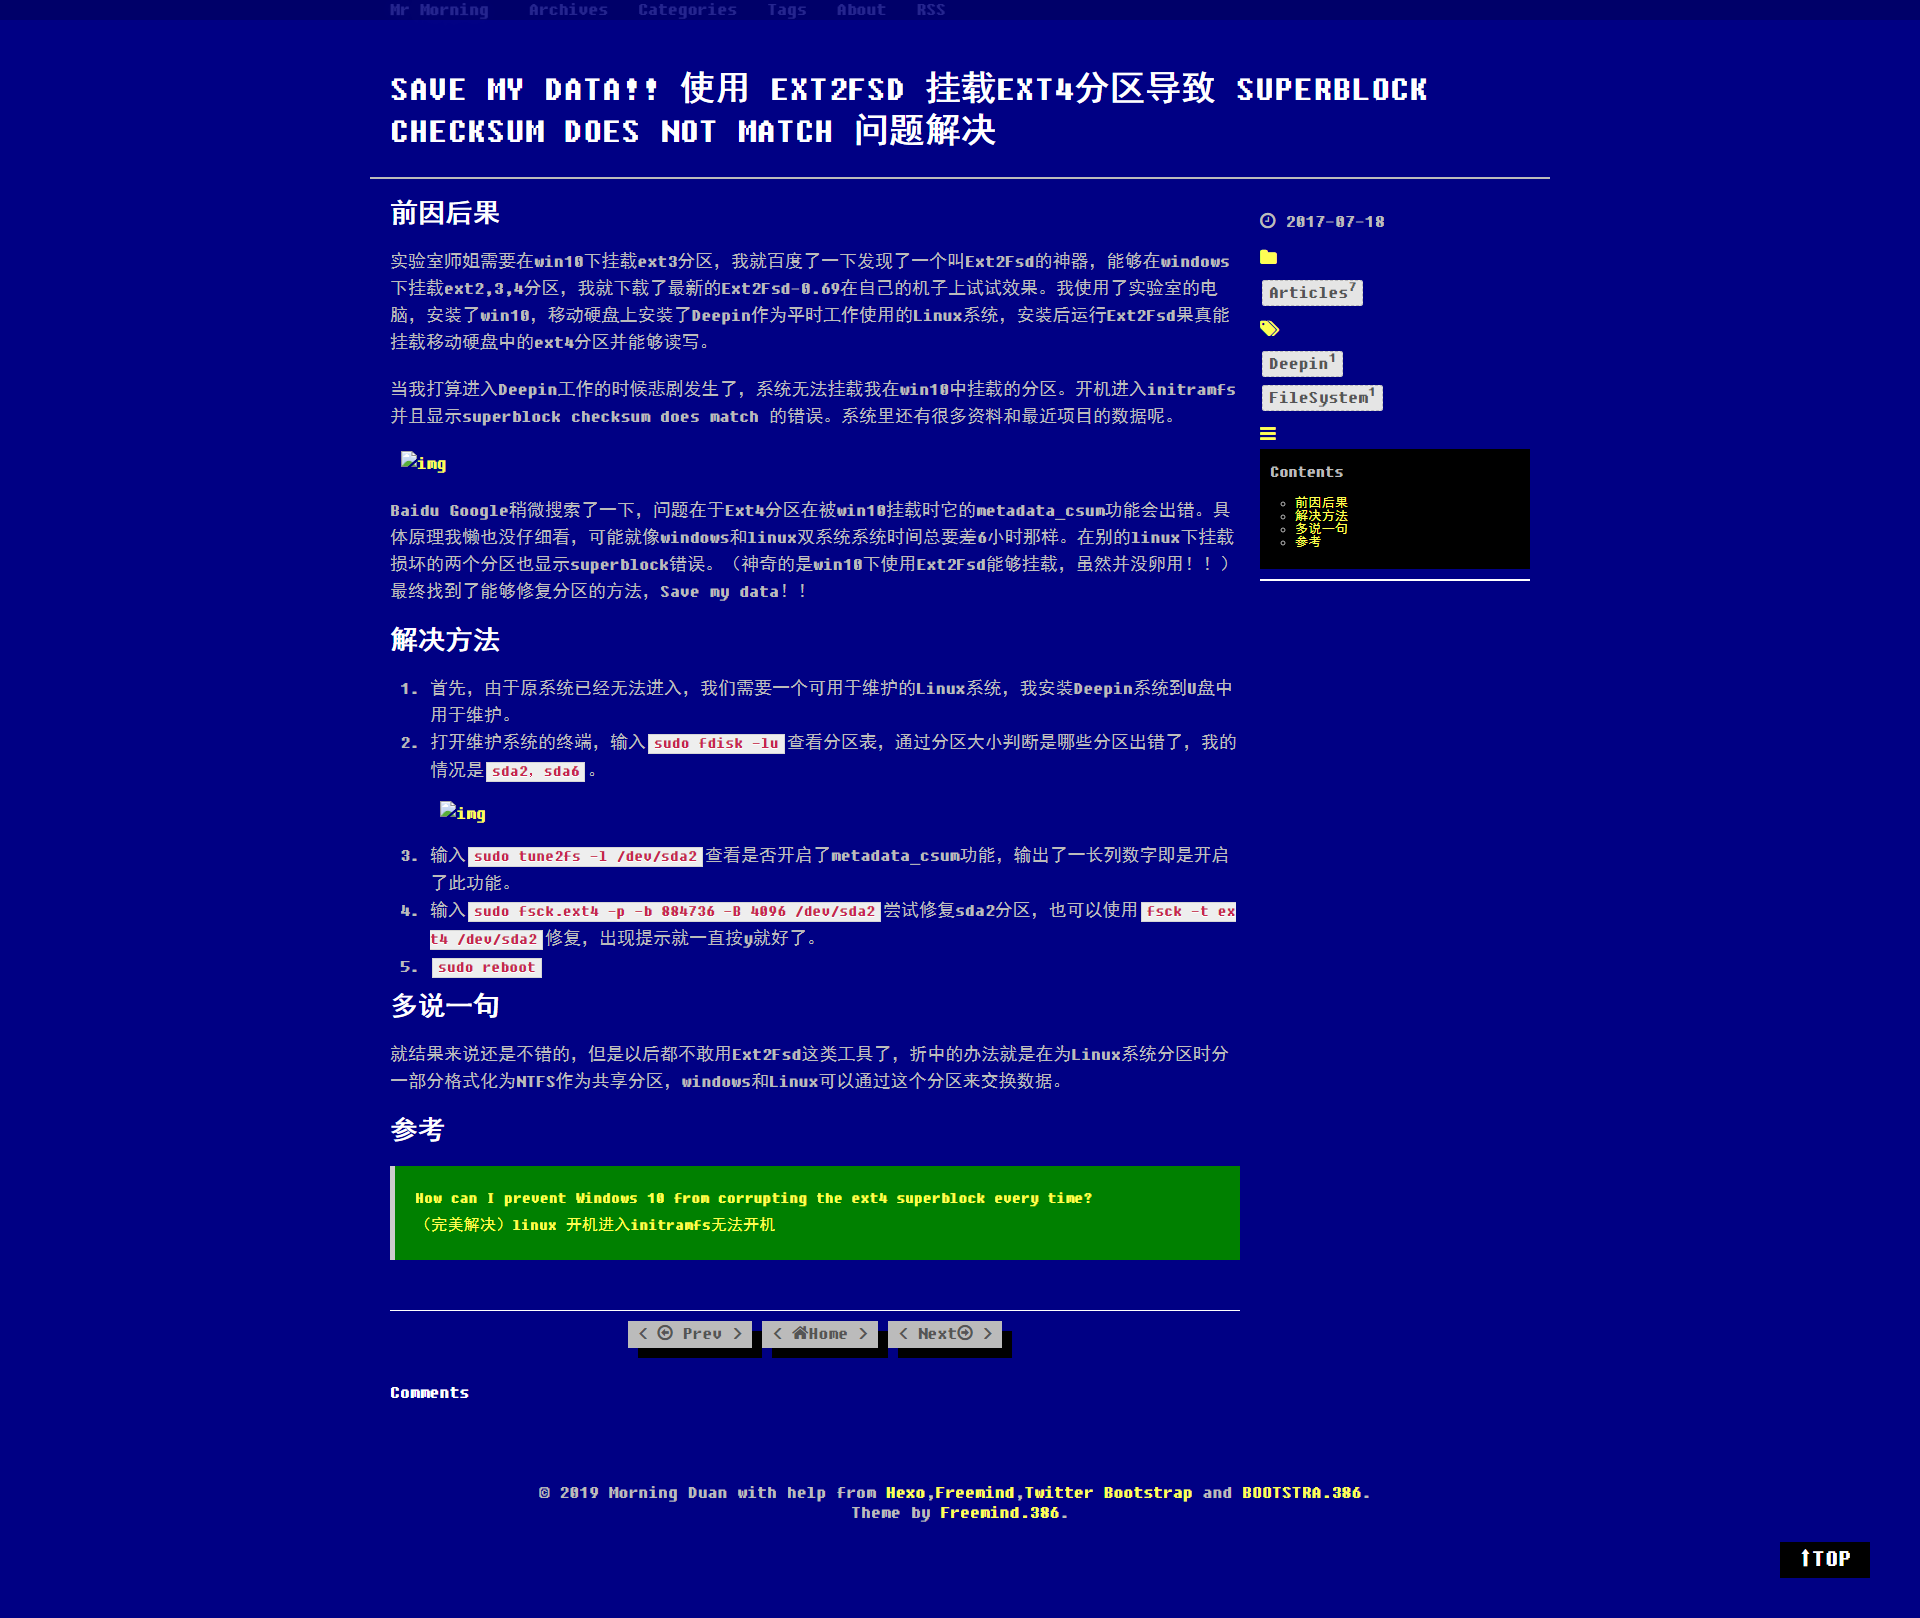 Mr Morning Archives Categories Tags About RSS
SAVE MY DATA!! 使用 EXT2FSD 挂载EXT4分区导致 SUPERBLOCK
CHECKSUM DOES NOT MATCH 问题解决
前因后果
实验室师姐需要在win10下挂载ext3分区，我就百度了一下发现了一个叫Ext2Fsd的神器，能够在windows
下挂载ext2,3,4分区，我就下载了最新的Ext2Fsd-0.69在自己的机子上试试效果。我使用了实验室的电
脑，安装了win10，移动硬盘上安装了Deepin作为平时工作使用的Linux系统，安装后运行Ext2Fsd果真能
挂载移动硬盘中的ext4分区并能够读写。
当我打算进入Deepin工作的时候悲剧发生了，系统无法挂载我在win10中挂载的分区。开机进入initramfs
并且显示superblock checksum does match 的错误。系统里还有很多资料和最近项目的数据呢。
img
Baidu Google稍微搜索了一下，问题在于Ext4分区在被win10挂载时它的metadata_csum功能会出错。具
体原理我懒也没仔细看，可能就像windows和linux双系统系统时间总要差6小时那样。在别的linux下挂载
损坏的两个分区也显示superblock错误。（神奇的是win10下使用Ext2Fsd能够挂载，虽然并没卵用！！）
最终找到了能够修复分区的方法，Save my data！！
解决方法
1. 首先，由于原系统已经无法进入，我们需要一个可用于维护的Linux系统，我安装Deepin系统到U盘中
用于维护。
2. 打开维护系统的终端，输入 sudo fdisk -lu 查看分区表，通过分区大小判断是哪些分区出错了，我的
情况是 sda2，sda6 。
img
3. 输入 sudo tune2fs -l /dev/sda2 查看是否开启了metadata_csum功能，输出了一长列数字即是开启
了此功能。
4. 输入 sudo fsck.ext4 -p -b 884736 -B 4096 /dev/sda2 尝试修复sda2分区，也可以使用 fsck -t ex
t4 /dev/sda2 修复，出现提示就一直按y就好了。
5. sudo reboot
多说一句
就结果来说还是不错的，但是以后都不敢用Ext2Fsd这类工具了，折中的办法就是在为Linux系统分区时分
一部分格式化为NTFS作为共享分区，windows和Linux可以通过这个分区来交换数据。
参考
How can I prevent Windows 10 from corrupting the ext4 superblock every time?
（完美解决）linux 开机进入initramfs无法开机
< Prev > < Home > < Next >
Comments
2017-07-18
Articles7
Deepin1
FileSystem1
Contents
前因后果
解决方法
多说一句
参考
© 2019 Morning Duan with help from Hexo,Freemind,Twitter Bootstrap and BOOTSTRA.386.
Theme by Freemind.386.
↑TOP